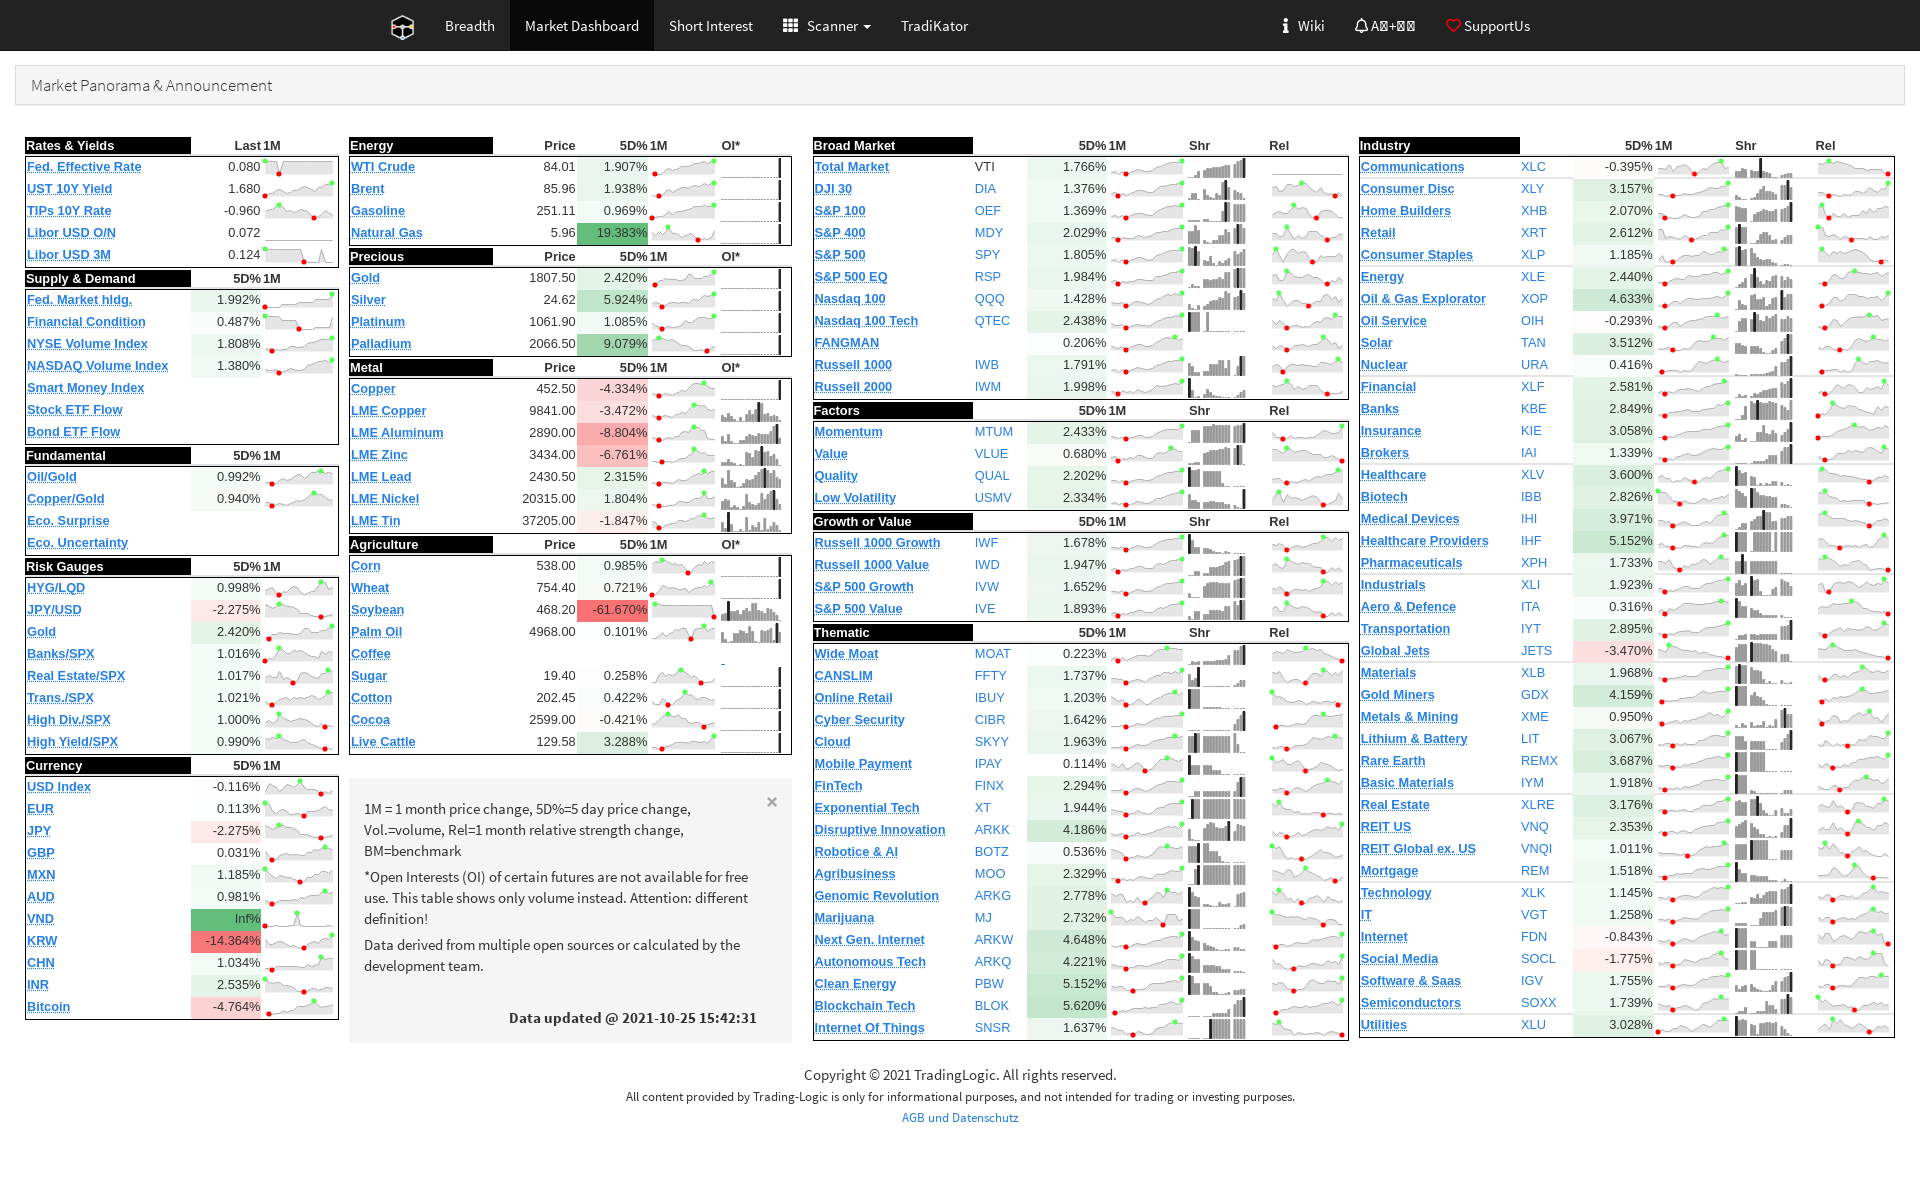 Breadth Market Dashboard Short Interest Scanner TradiKator Wiki SupportUs
Market Panorama & Announcement
Rates & Yields Last 1M
Fed. Effective Rate 0.080
UST 10Y Yield 1.680
TIPs 10Y Rate -0.960
Libor USD O/N 0.072
Libor USD 3M 0.124
Supply & Demand 5D% 1M
Fed. Market hldg. 1.992%
Financial Condition 0.487%
NYSE Volume Index 1.808%
NASDAQ Volume Index 1.380%
Smart Money Index
Stock ETF Flow
Bond ETF Flow
Fundamental 5D% 1M
Oil/Gold 0.992%
Copper/Gold 0.940%
Eco. Surprise
Eco. Uncertainty
Risk Gauges 5D% 1M
HYG/LQD 0.998%
JPY/USD -2.275%
Gold 2.420%
Banks/SPX 1.016%
Real Estate/SPX 1.017%
Trans./SPX 1.021%
High Div./SPX 1.000%
High Yield/SPX 0.990%
Currency 5D% 1M
USD Index -0.116%
EUR 0.113%
JPY -2.275%
GBP 0.031%
MXN 1.185%
AUD 0.981%
VND Inf%
KRW -14.364%
CHN 1.034%
INR 2.535%
Bitcoin -4.764%
Energy Price 5D% 1M OI*
WTI Crude 84.01 1.907%
Brent 85.96 1.938%
Gasoline 251.11 0.969%
Natural Gas 5.96 19.383%
Precious Price 5D% 1M OI*
Gold 1807.50 2.420%
Silver 24.62 5.924%
Platinum 1061.90 1.085%
Palladium 2066.50 9.079%
Metal Price 5D% 1M OI*
Copper 452.50 -4.334%
LME Copper 9841.00 -3.472%
LME Aluminum 2890.00 -8.804%
LME Zinc 3434.00 -6.761%
LME Lead 2430.50 2.315%
LME Nickel 20315.00 1.804%
LME Tin 37205.00 -1.847%
Agriculture Price 5D% 1M OI*
Corn 538.00 0.985%
Wheat 754.40 0.721%
Soybean 468.20 -61.670%
Palm Oil 4968.00 0.101%
Coffee -
Sugar 19.40 0.258%
Cotton 202.45 0.422%
Cocoa 2599.00 -0.421%
Live Cattle 129.58 3.288%
×
1M = 1 month price change, 5D%=5 day price change,
Vol.=volume, Rel=1 month relative strength change,
BM=benchmark
*Open Interests (OI) of certain futures are not available for free
use. This table shows only volume instead. Attention: different
definition!
Data derived from multiple open sources or calculated by the
development team.
Data updated @ 2021-10-25 15:42:31
Broad Market 5D% 1M Shr Rel
Total Market VTI 1.766%
DJI 30 DIA 1.376%
S&P 100 OEF 1.369%
S&P 400 MDY 2.029%
S&P 500 SPY 1.805%
S&P 500 EQ RSP 1.984%
Nasdaq 100 QQQ 1.428%
Nasdaq 100 Tech QTEC 2.438%
FANGMAN 0.206%
Russell 1000 IWB 1.791%
Russell 2000 IWM 1.998%
Factors 5D% 1M Shr Rel
Momentum MTUM 2.433%
Value VLUE 0.680%
Quality QUAL 2.202%
Low Volatility USMV 2.334%
Growth or Value 5D% 1M Shr Rel
Russell 1000 Growth IWF 1.678%
Russell 1000 Value IWD 1.947%
S&P 500 Growth IVW 1.652%
S&P 500 Value IVE 1.893%
Thematic 5D% 1M Shr Rel
Wide Moat MOAT 0.223%
CANSLIM FFTY 1.737%
Online Retail IBUY 1.203%
Cyber Security CIBR 1.642%
Cloud SKYY 1.963%
Mobile Payment IPAY 0.114%
FinTech FINX 2.294%
Exponential Tech XT 1.944%
Disruptive Innovation ARKK 4.186%
Robotice & AI BOTZ 0.536%
Agribusiness MOO 2.329%
Genomic Revolution ARKG 2.778%
Marijuana MJ 2.732%
Next Gen. Internet ARKW 4.648%
Autonomous Tech ARKQ 4.221%
Clean Energy PBW 5.152%
Blockchain Tech BLOK 5.620%
Internet Of Things SNSR 1.637%
Industry 5D% 1M Shr Rel
Communications XLC -0.395%
Consumer Disc XLY 3.157%
Home Builders XHB 2.070%
Retail XRT 2.612%
Consumer Staples XLP 1.185%
Energy XLE 2.440%
Oil & Gas Explorator XOP 4.633%
Oil Service OIH -0.293%
Solar TAN 3.512%
Nuclear URA 0.416%
Financial XLF 2.581%
Banks KBE 2.849%
Insurance KIE 3.058%
Brokers IAI 1.339%
Healthcare XLV 3.600%
Biotech IBB 2.826%
Medical Devices IHI 3.971%
Healthcare Providers IHF 5.152%
Pharmaceuticals XPH 1.733%
Industrials XLI 1.923%
Aero & Defence ITA 0.316%
Transportation IYT 2.895%
Global Jets JETS -3.470%
Materials XLB 1.968%
Gold Miners GDX 4.159%
Metals & Mining XME 0.950%
Lithium & Battery LIT 3.067%
Rare Earth REMX 3.687%
Basic Materials IYM 1.918%
Real Estate XLRE 3.176%
REIT US VNQ 2.353%
REIT Global ex. US VNQI 1.011%
Mortgage REM 1.518%
Technology XLK 1.145%
IT VGT 1.258%
Internet FDN -0.843%
Social Media SOCL -1.775%
Software & Saas IGV 1.755%
Semiconductors SOXX 1.739%
Utilities XLU 3.028%
Copyright © 2021 TradingLogic. All rights reserved.
All content provided by Trading-Logic is only for informational purposes, and not intended for trading or investing purposes.
AGB und Datenschutz